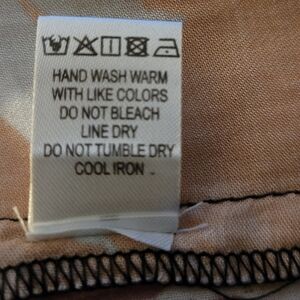 HAND WASH WARM
WITH LIKE COLORS
DO NOT BLEACH
LINE DRY
DO NOT TUMBLE DRY
COOL IRON .